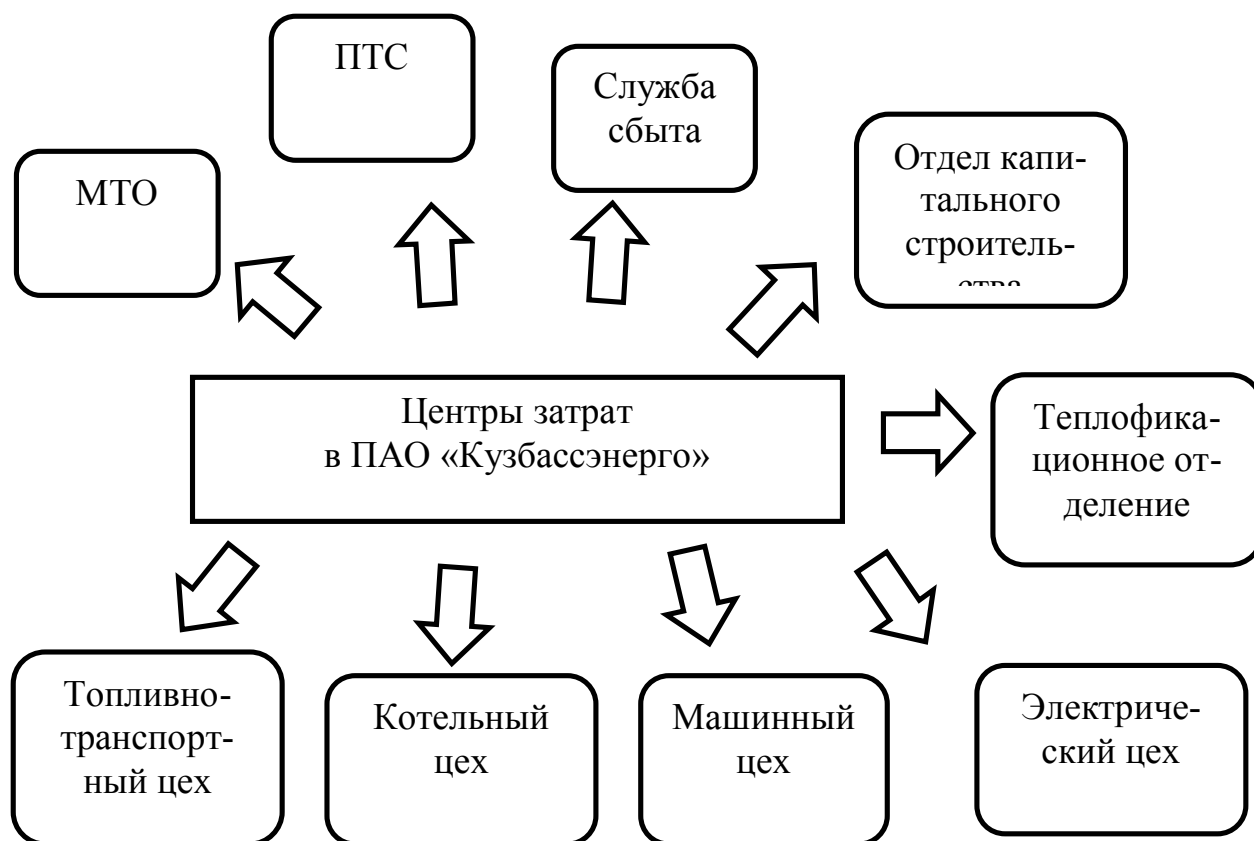 ПТС
Служба
сбыта
МТО
Отдел капи-
тального
строитель-
ства
Центры затрат
в ПАО «Кузбассэнерго»
Теплофика-
ционное от-
деление
Топливно-
транспорт-
ный цех
Котельный
цех
Машинный
цех
Электриче-
ский цех